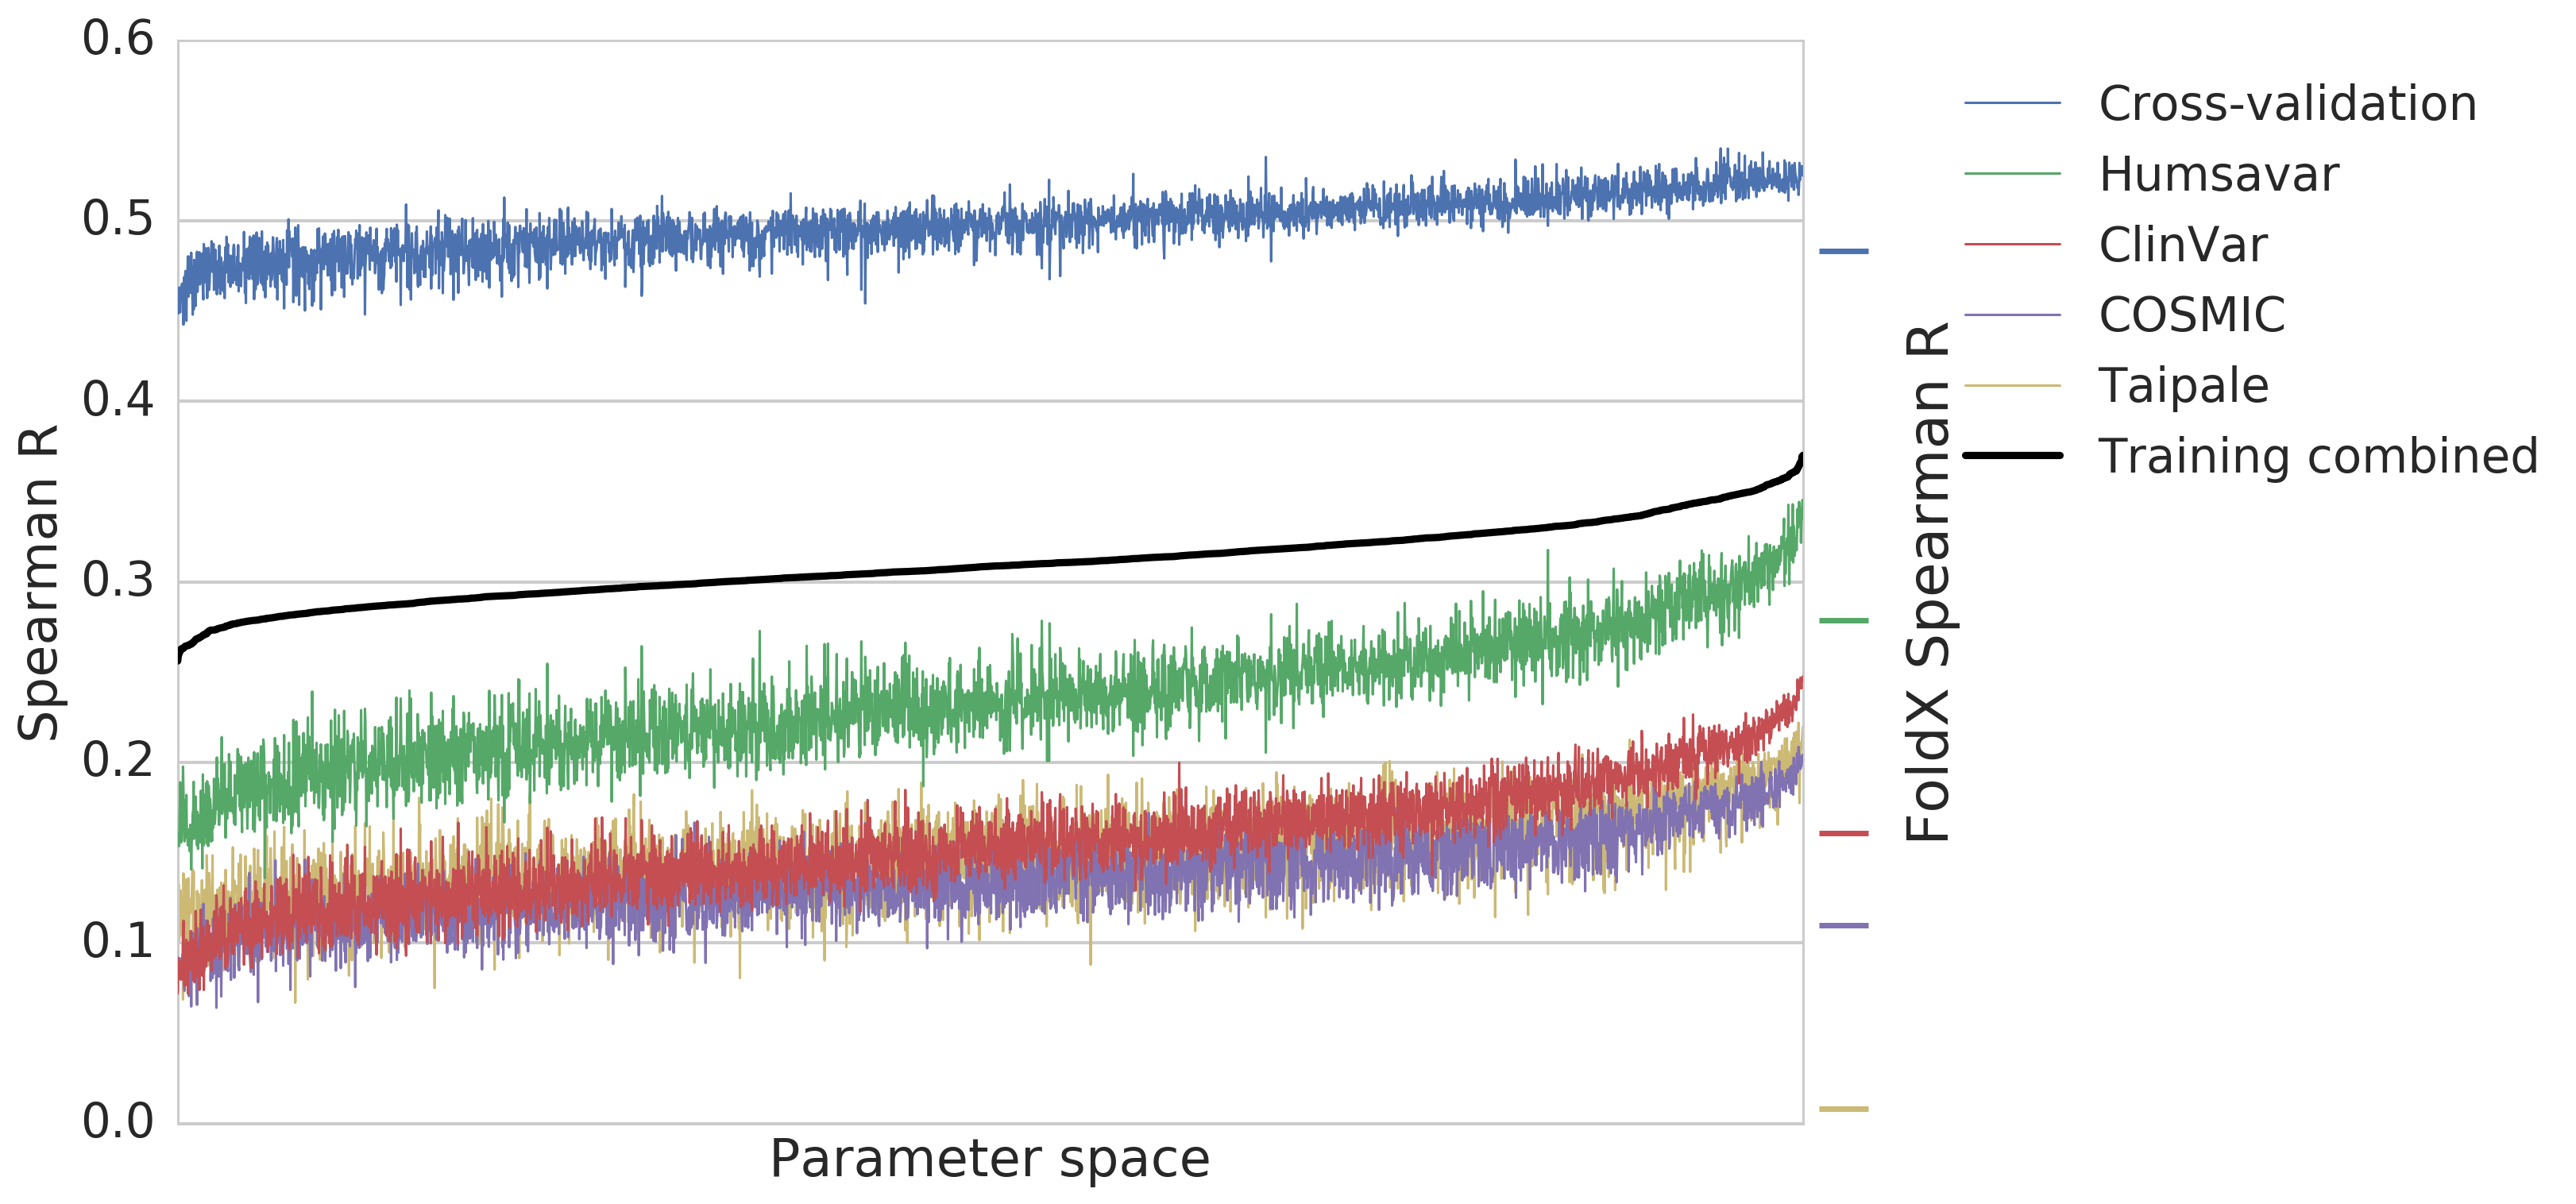 Spearman R
0.6
0.5
0.4
0.3
0.2
0.1
0.0
Parameter space
FoldX Spearman R
Cross-validation
Humsavar
ClinVar
COSMIC
Taipale
Training combined